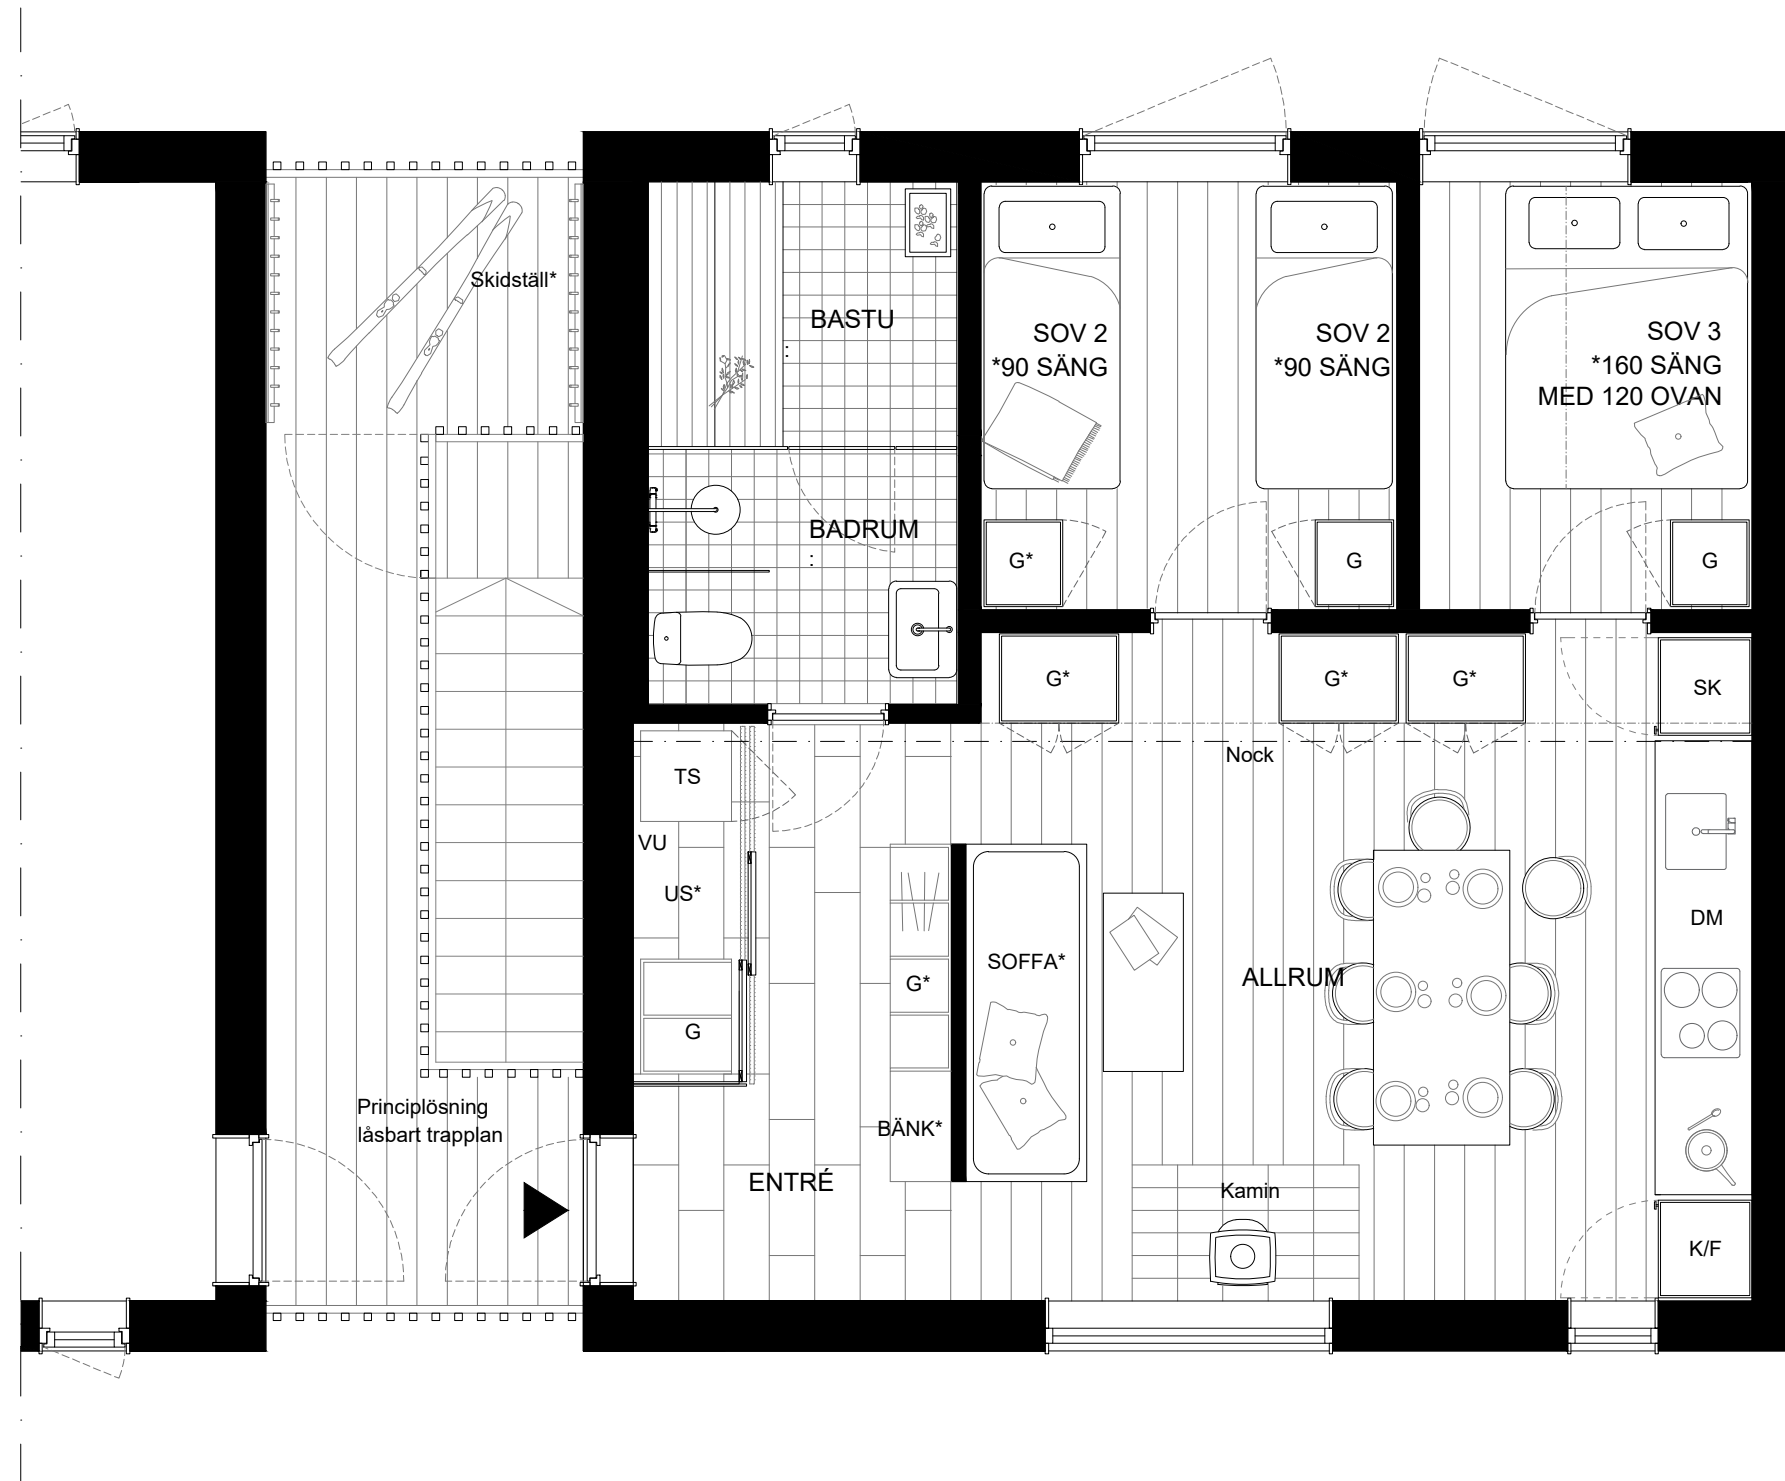 Skidställ*
BASTU
SOV 2
*90 SÄNG
SOV 2
*90 SÄNG
SOV 3
*160 SÄNG
MED 120 OVAN
BADRUM
G*
G
G
G*
G*
G*
SK
Nock
TS
VU
US*
G
G*
BÄNK*
SOFFA*
ALLRUM
DM
Principlösning
låsbart trapplan
ENTRÉ
Kamin
K/F